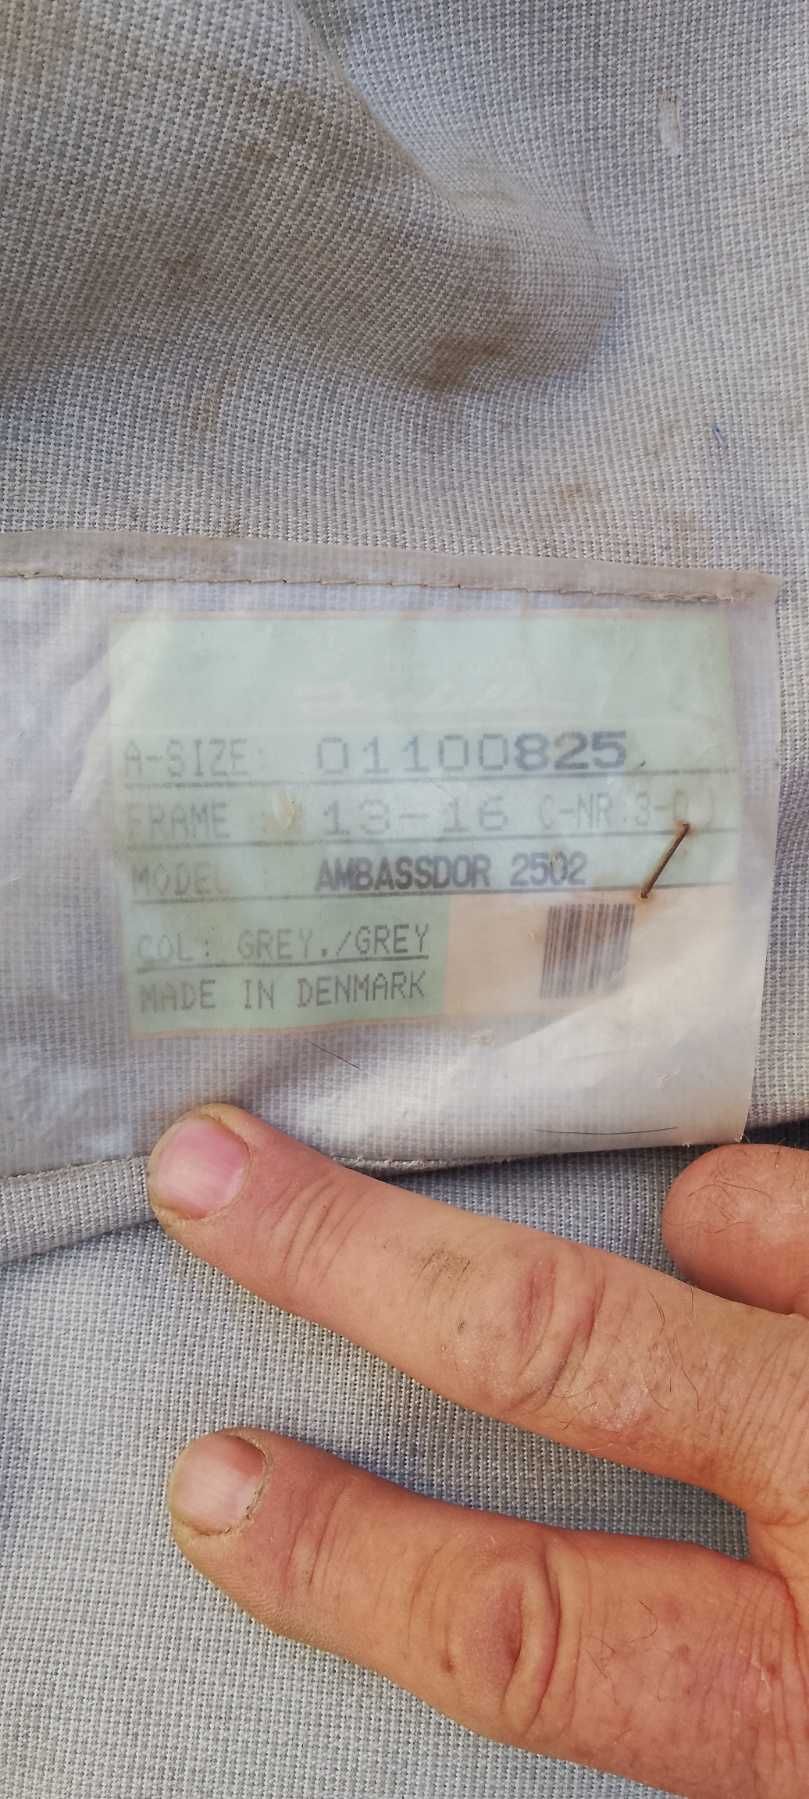 A-SIZE: 01100825
FRAME : 13-16 C-NR:3-0
MODEL : AMBASSDOR 2502
COL: GREY./GREY
MADE IN DENMARK